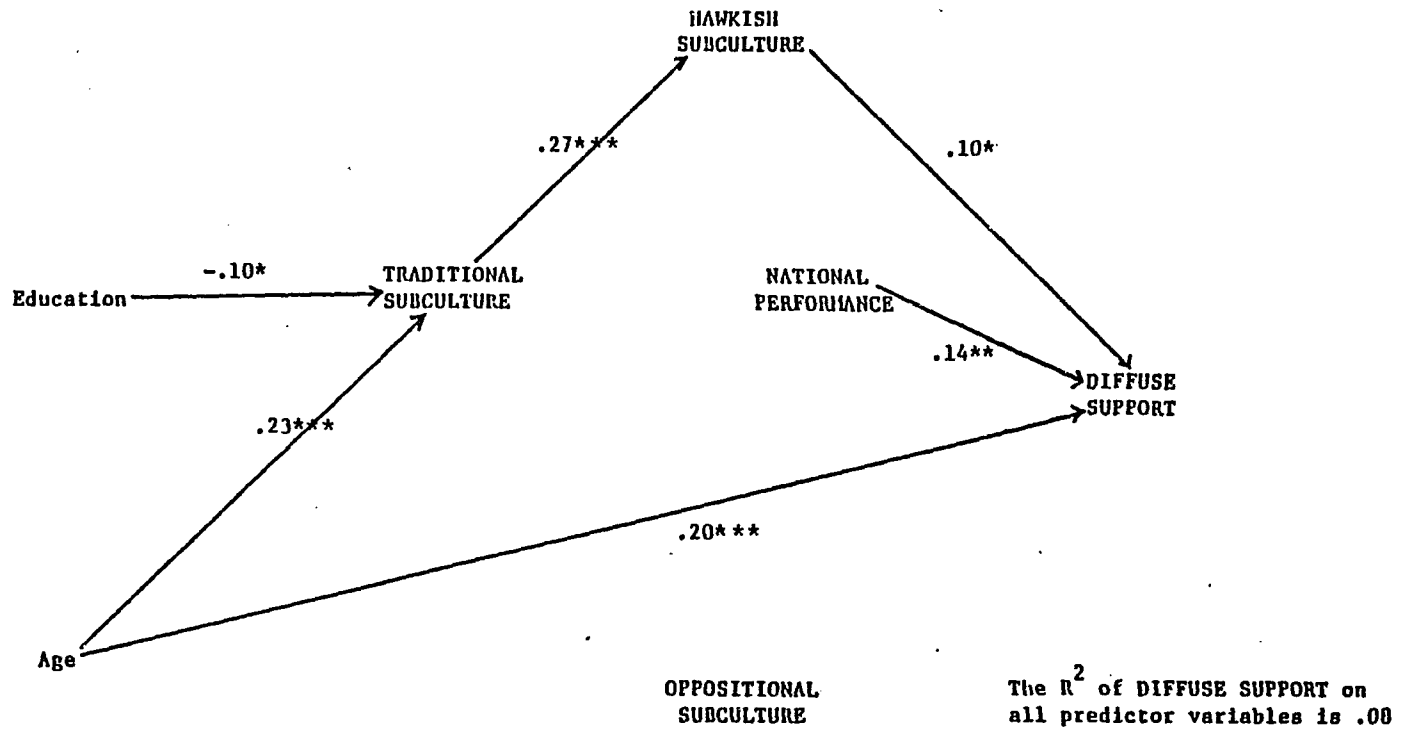 HAWKISH
SUBCULTURE
.27***
.10*
-.10*
Education
TRADITIONAL
SUBCULTURE
NATIONAL
PERFORMANCE
.14**
DIFFUSE
SUPPORT
.23***
.20***
Age
OPPOSITIONAL
SUBCULTURE
The R² of DIFFUSE SUPPORT on
all predictor variables is